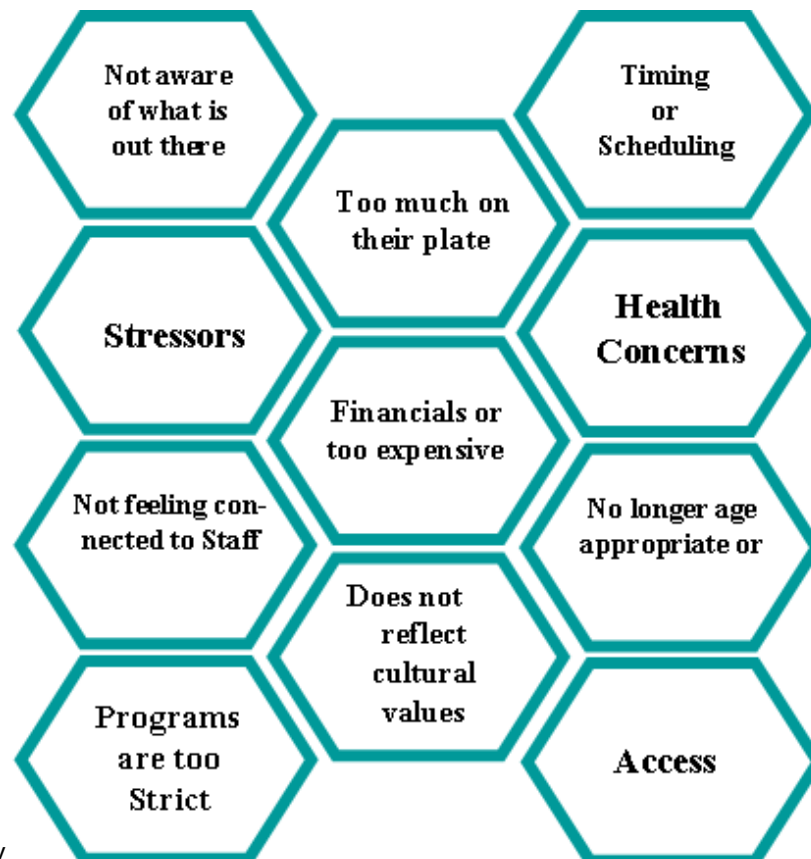 Not aware
of what is
out there
Timing
or
Scheduling
Too much on
their plate
Stressors
Health
Concerns
Financials or
too expensive
Not feeling con-
nected to Staff
No longer age
appropriate or
Does not
reflect
cultural
values
Programs
are too
Strict
Access